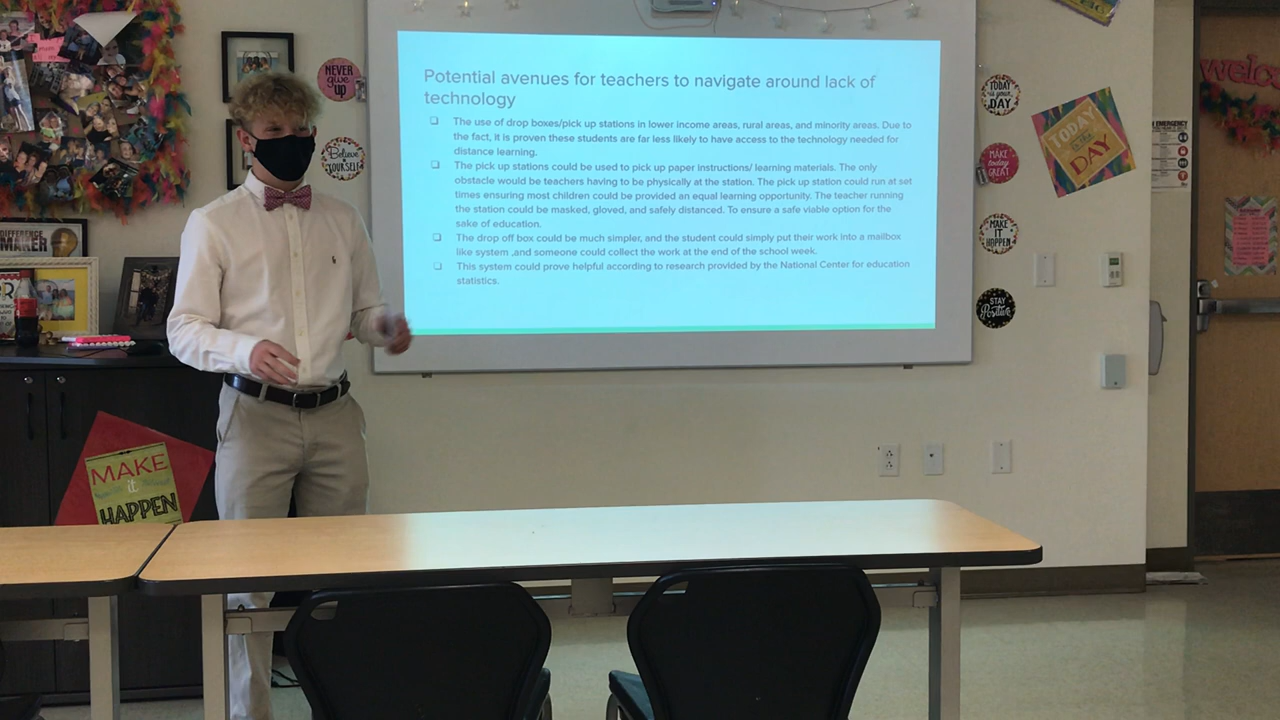 Potential avenues for teachers to navigate around lack of
technology
The use of drop boxes/pick up stations in lower income areas, rural areas, and minority areas. Due to
the fact, it is proven these students are far less likely to have access to the technology needed for
distance learning.
The pick up stations could be used to pick up paper instructions/ learning materials. The only
obstacle would be teachers having to be physically at the station. The pick up station could run at set
times ensuring most children could be provided an equal learning opportunity. The teacher running
the station could be masked, gloved, and safely distanced. To ensure a safe viable option for the
sake of education.
The drop off box could be much simpler, and the student could simply put their work into a mailbox
like system ,and someone could collect the work at the end of the school week.
This system could prove helpful according to research provided by the National Center for education
statistics.
NEVER
give
up
Believe
in
YOURSELF
DIFFERENCE
MAKER
MAKE
it
HAPPEN
TODAY
is your
DAY
MAKE
today
GREAT
MAKE
IT
HAPPEN
STAY
Positive
TODAY
is the
DAY
welco
EMERGENCY